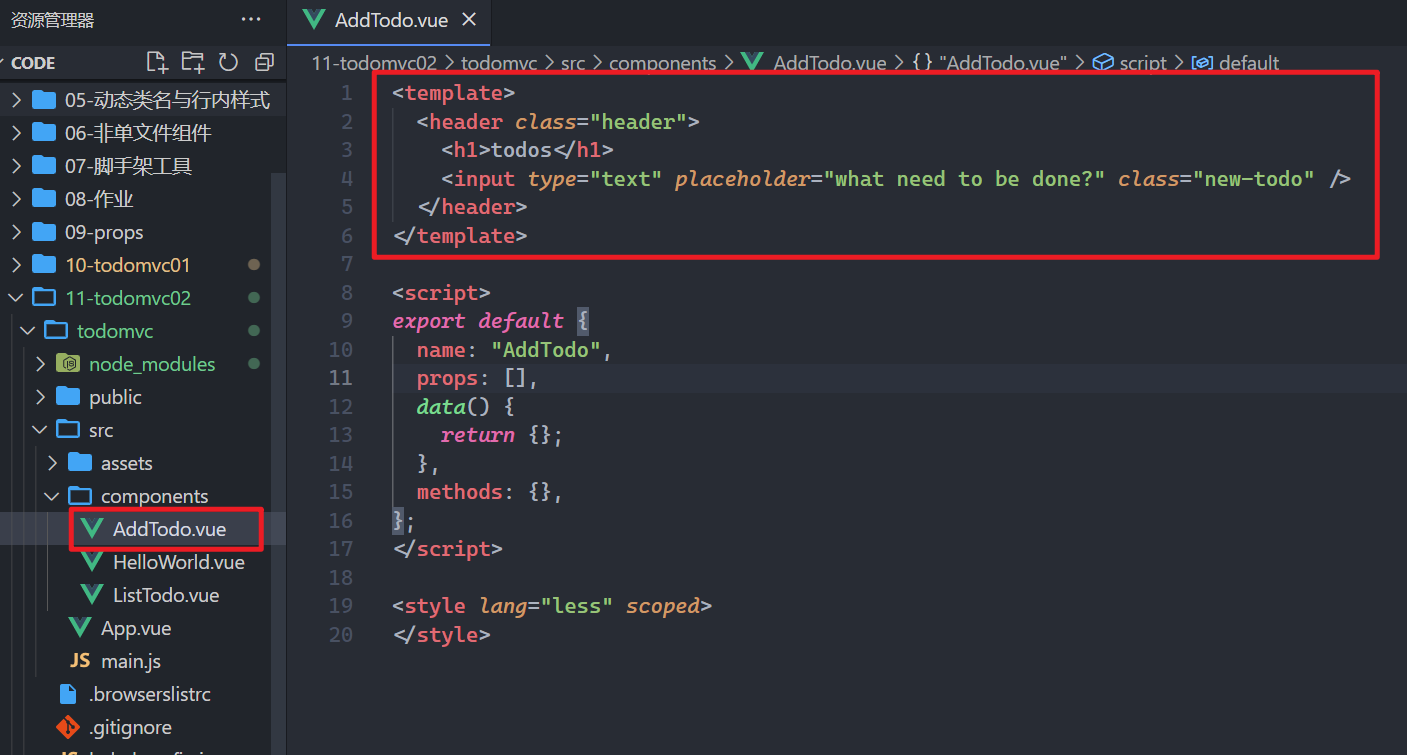 资源管理器 ···
CODE
05-动态类名与行内样式
06-非单文件组件
07-脚手架工具
08-作业
09-props
10-todomvc01
11-todomvc02
todomvc
node_modules
public
src
assets
components
AddTodo.vue
HelloWorld.vue
ListTodo.vue
App.vue
JS main.js
.browserslistrc
.gitignore
AddTodo.vue ×
11-todomvc02 > todomvc > src > components > AddTodo.vue > {} "AddTodo.vue" > script > default
1 <template>
2 <header class="header">
3 <h1>todos</h1>
4 <input type="text" placeholder="what need to be done?" class="new-todo" />
5 </header>
6 </template>
7
8 <script>
9 export default {
10 name: "AddTodo",
11 props: [],
12 data() {
13 return {};
14 },
15 methods: {},
16 };
17 </script>
18
19 <style lang="less" scoped>
20 </style>